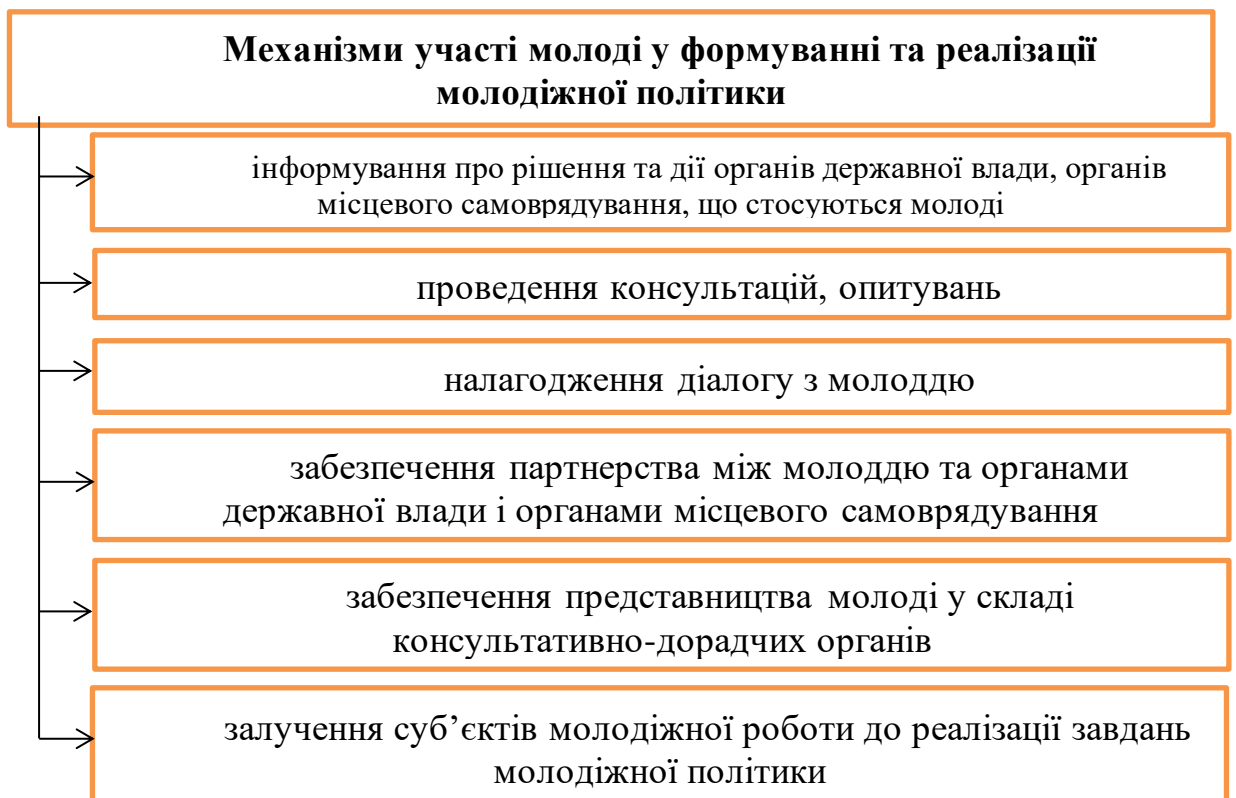 Механізми участі молоді у формуванні та реалізації
молодіжної політики
інформування про рішення та дії органів державної влади, органів
місцевого самоврядування, що стосуються молоді
проведення консультацій, опитувань
налагодження діалогу з молоддю
забезпечення партнерства між молоддю та органами
державної влади і органами місцевого самоврядування
забезпечення представництва молоді у складі
консультативно-дорадчих органів
залучення суб’єктів молодіжної роботи до реалізації завдань
молодіжної політики